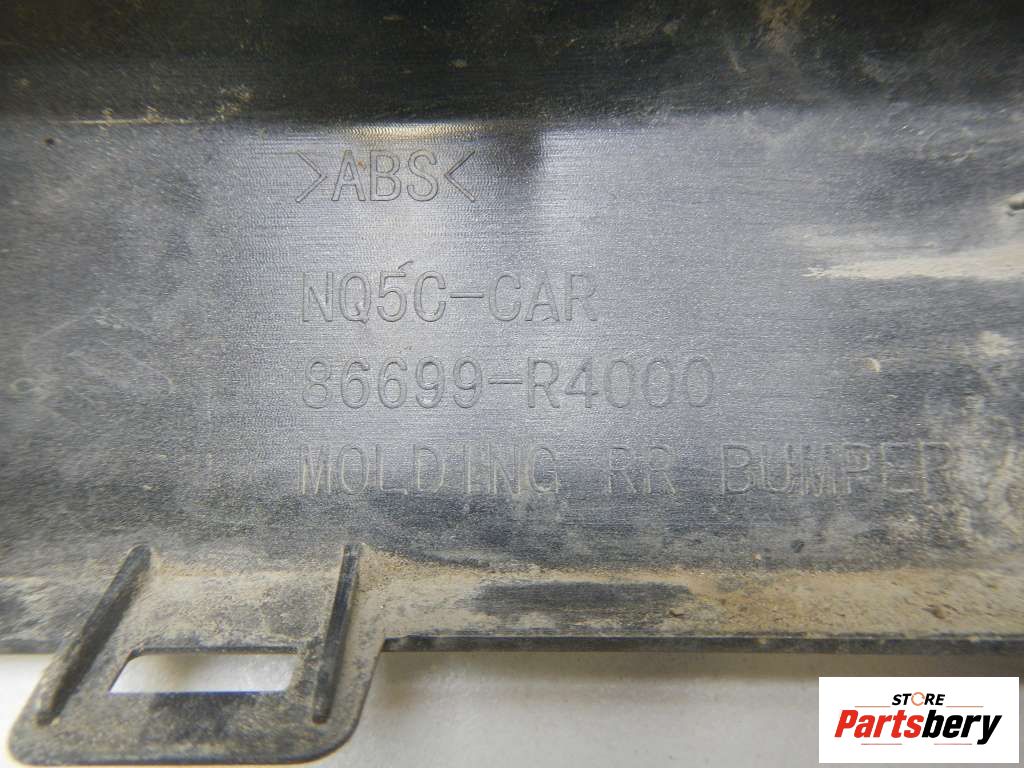 >ABS<
NQ5C-CAR
86699-R4000
MOLDING RR BUMPER
STORE
Partsbery